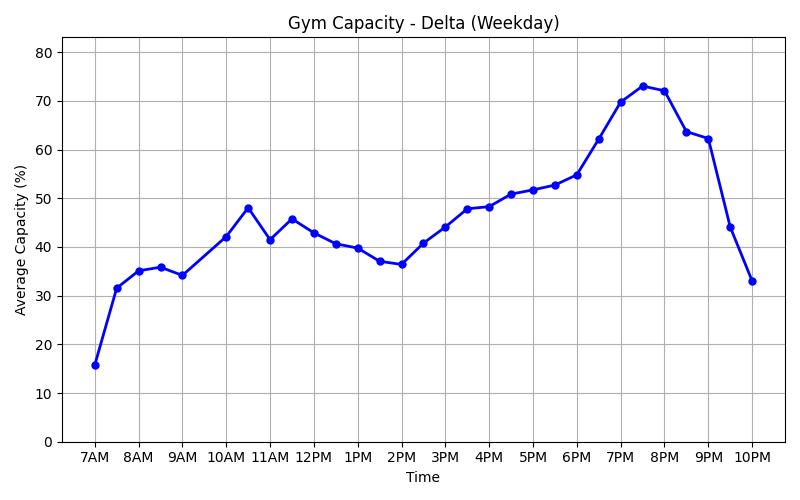 Gym Capacity - Delta (Weekday)
80
70
60
50
40
30
20
10
0
Average Capacity (%)
7AM 8AM 9AM 10AM 11AM 12PM 1PM 2PM 3PM 4PM 5PM 6PM 7PM 8PM 9PM 10PM
Time